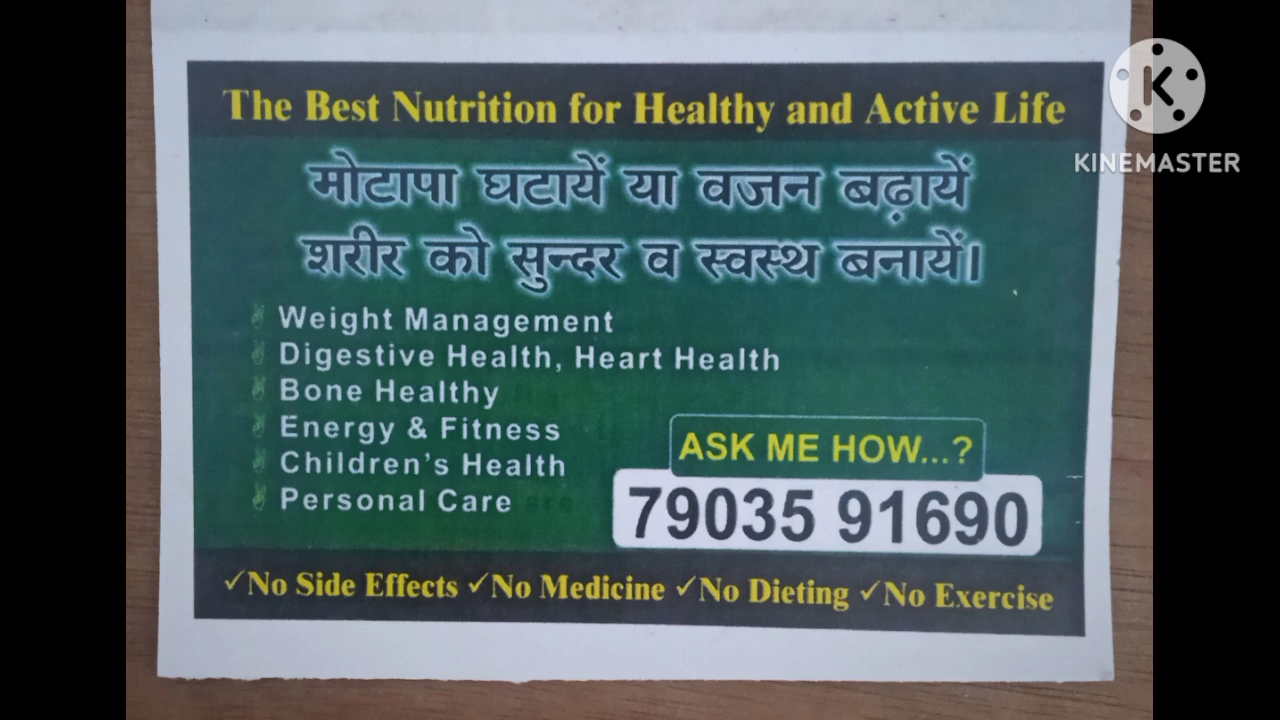 The Best Nutrition for Healthy and Active Life
मोटापा घटायें या वजन बढ़ायें
शरीर को सुन्दर व स्वस्थ बनायें।
Weight Management
Digestive Health, Heart Health
Bone Healthy
Energy & Fitness
Children's Health
Personal Care
ASK ME HOW...?
79035 91690
✓No Side Effects ✓No Medicine ✓No Dieting ✓No Exercise
K
KINEMASTER